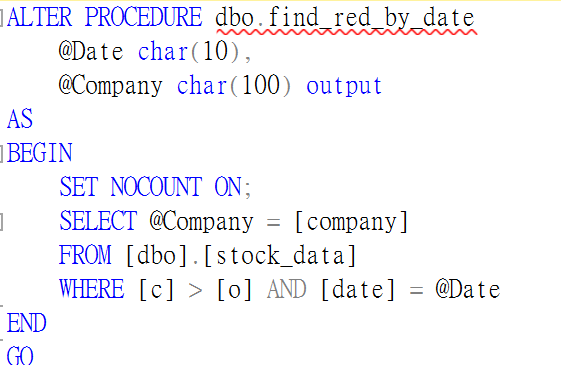 ALTER PROCEDURE dbo.find_red_by_date
@Date char(10),
@Company char(100) output
AS
BEGIN
SET NOCOUNT ON;
SELECT @Company = [company]
FROM [dbo].[stock_data]
WHERE [c] > [o] AND [date] = @Date
END
GO